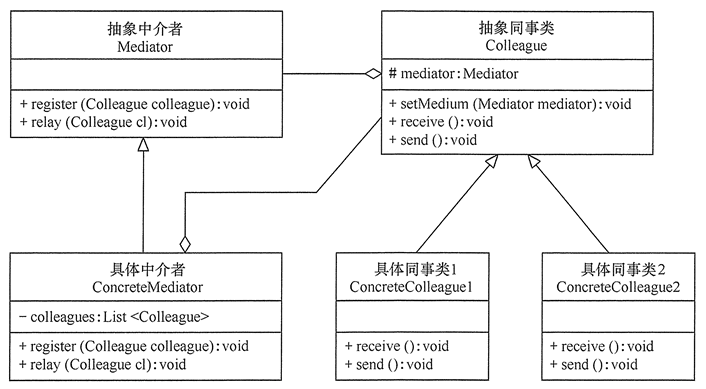 抽象中介者
Mediator
+ register (Colleague colleague): void
+ relay (Colleague cl): void
抽象同事类
Colleague
# mediator: Mediator
+ setMedium (Mediator mediator): void
+ receive (): void
+ send (): void
具体中介者
ConcreteMediator
− colleagues: List <Colleague>
+ register (Colleague colleague): void
+ relay (Colleague cl): void
具体同事类1
ConcreteColleague1
+ receive (): void
+ send (): void
具体同事类2
ConcreteColleague2
+ receive (): void
+ send (): void